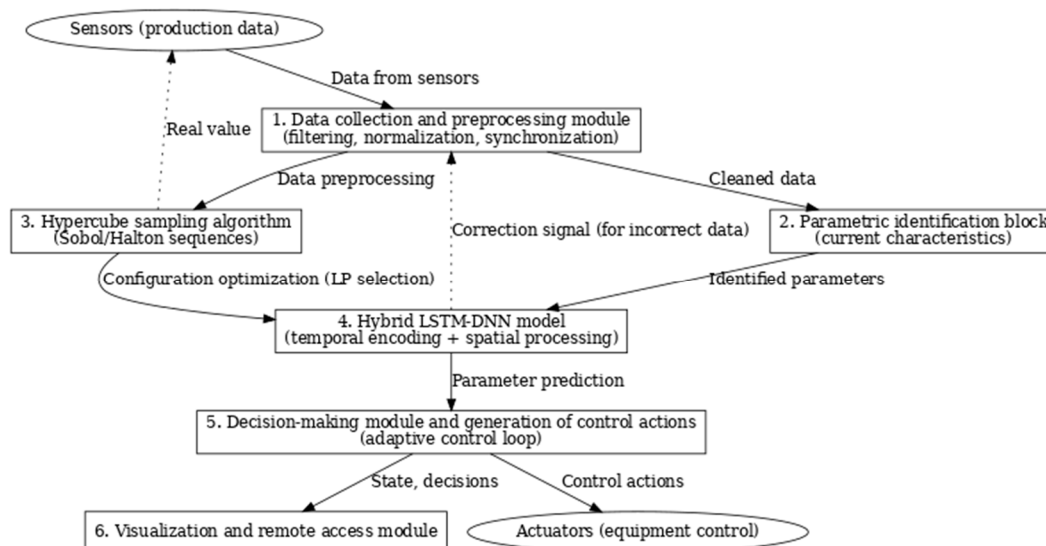 Sensors (production data)
Data from sensors
1. Data collection and preprocessing module
(filtering, normalization, synchronization)
Real value
Data preprocessing
Cleaned data
3. Hypercube sampling algorithm
(Sobol/Halton sequences)
Correction signal (for incorrect data)
2. Parametric identification block
(current characteristics)
Configuration optimization (LP selection)
Identified parameters
4. Hybrid LSTM-DNN model
(temporal encoding + spatial processing)
Parameter prediction
5. Decision-making module and generation of control actions
(adaptive control loop)
State, decisions
Control actions
6. Visualization and remote access module
Actuators (equipment control)